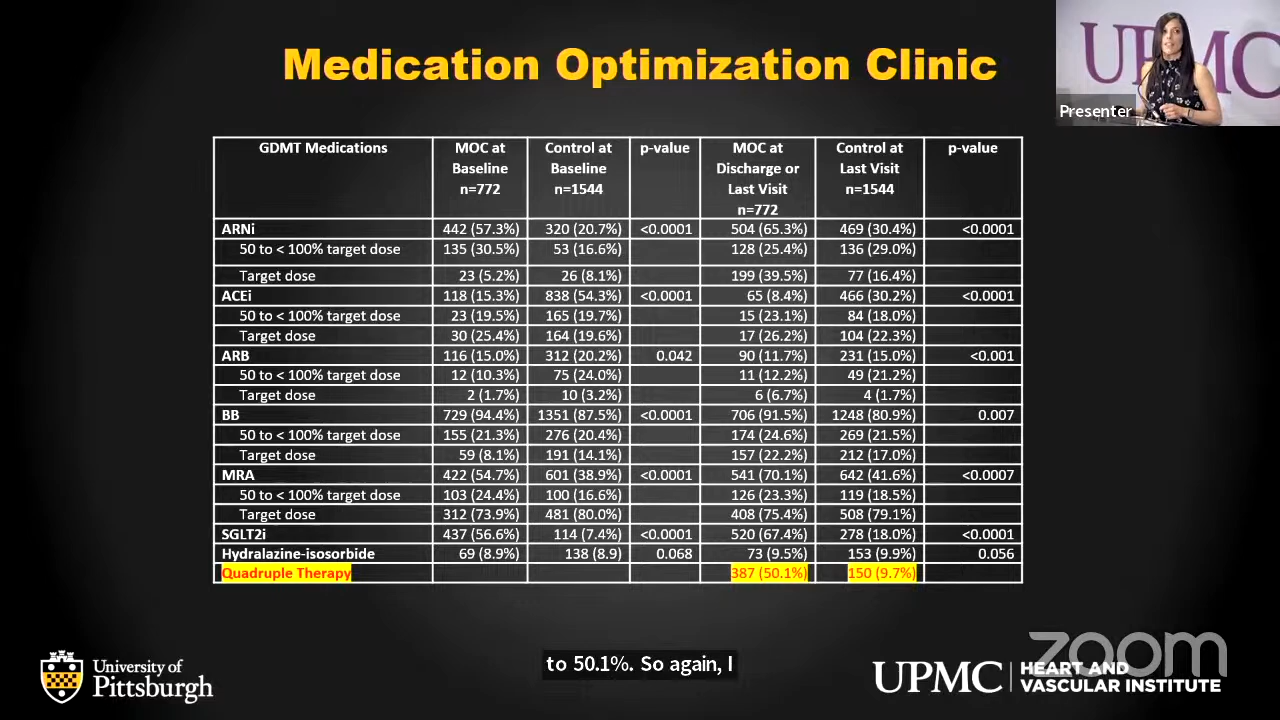 Medication Optimization Clinic
UPMC
Presenter
GDMT Medications MOC at Baseline n=772 Control at Baseline n=1544 p-value MOC at Discharge or Last Visit n=772 Control at Last Visit n=1544 p-value
ARNi 442 (57.3%) 320 (20.7%) <0.0001 504 (65.3%) 469 (30.4%) <0.0001
50 to < 100% target dose 135 (30.5%) 53 (16.6%) 128 (25.4%) 136 (29.0%)
Target dose 23 (5.2%) 26 (8.1%) 199 (39.5%) 77 (16.4%)
ACEi 118 (15.3%) 838 (54.3%) <0.0001 65 (8.4%) 466 (30.2%) <0.0001
50 to < 100% target dose 23 (19.5%) 165 (19.7%) 15 (23.1%) 84 (18.0%)
Target dose 30 (25.4%) 164 (19.6%) 17 (26.2%) 104 (22.3%)
ARB 116 (15.0%) 312 (20.2%) 0.042 90 (11.7%) 231 (15.0%) <0.001
50 to < 100% target dose 12 (10.3%) 75 (24.0%) 11 (12.2%) 49 (21.2%)
Target dose 2 (1.7%) 10 (3.2%) 6 (6.7%) 4 (1.7%)
BB 729 (94.4%) 1351 (87.5%) <0.0001 706 (91.5%) 1248 (80.9%) 0.007
50 to < 100% target dose 155 (21.3%) 276 (20.4%) 174 (24.6%) 269 (21.5%)
Target dose 59 (8.1%) 191 (14.1%) 157 (22.2%) 212 (17.0%)
MRA 422 (54.7%) 601 (38.9%) <0.0001 541 (70.1%) 642 (41.6%) <0.0007
50 to < 100% target dose 103 (24.4%) 100 (16.6%) 126 (23.3%) 119 (18.5%)
Target dose 312 (73.9%) 481 (80.0%) 408 (75.4%) 508 (79.1%)
SGLT2i 437 (56.6%) 114 (7.4%) <0.0001 520 (67.4%) 278 (18.0%) <0.0001
Hydralazine-isosorbide 69 (8.9%) 138 (8.9) 0.068 73 (9.5%) 153 (9.9%) 0.056
Quadruple Therapy 387 (50.1%) 150 (9.7%)
University of
Pittsburgh
to 50.1%. So again, I
UPMC
HEART AND
VASCULAR INSTITUTE
zoom